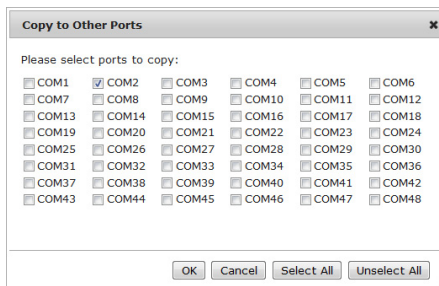 Copy to Other Ports ✖
Please select ports to copy:
COM1 COM2 COM3 COM4 COM5 COM6
COM7 COM8 COM9 COM10 COM11 COM12
COM13 COM14 COM15 COM16 COM17 COM18
COM19 COM20 COM21 COM22 COM23 COM24
COM25 COM26 COM27 COM28 COM29 COM30
COM31 COM32 COM33 COM34 COM35 COM36
COM37 COM38 COM39 COM40 COM41 COM42
COM43 COM44 COM45 COM46 COM47 COM48
OK Cancel Select All Unselect All